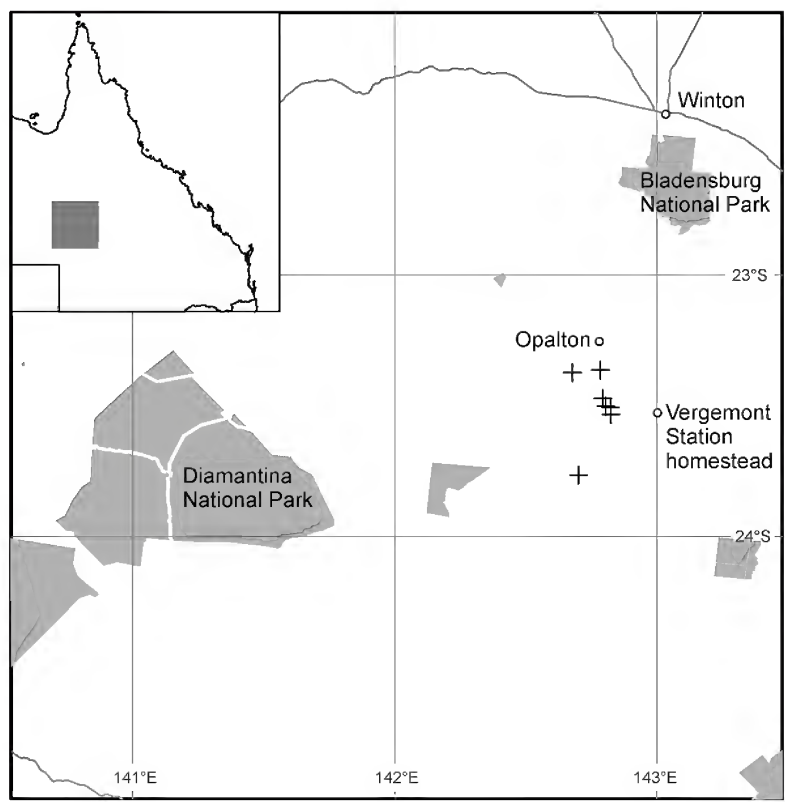 Winton
Bladensburg
National Park
23°S
Opalton
Vergemont
Station
homestead
Diamantina
National Park
24°S
141°E
142°E
143°E